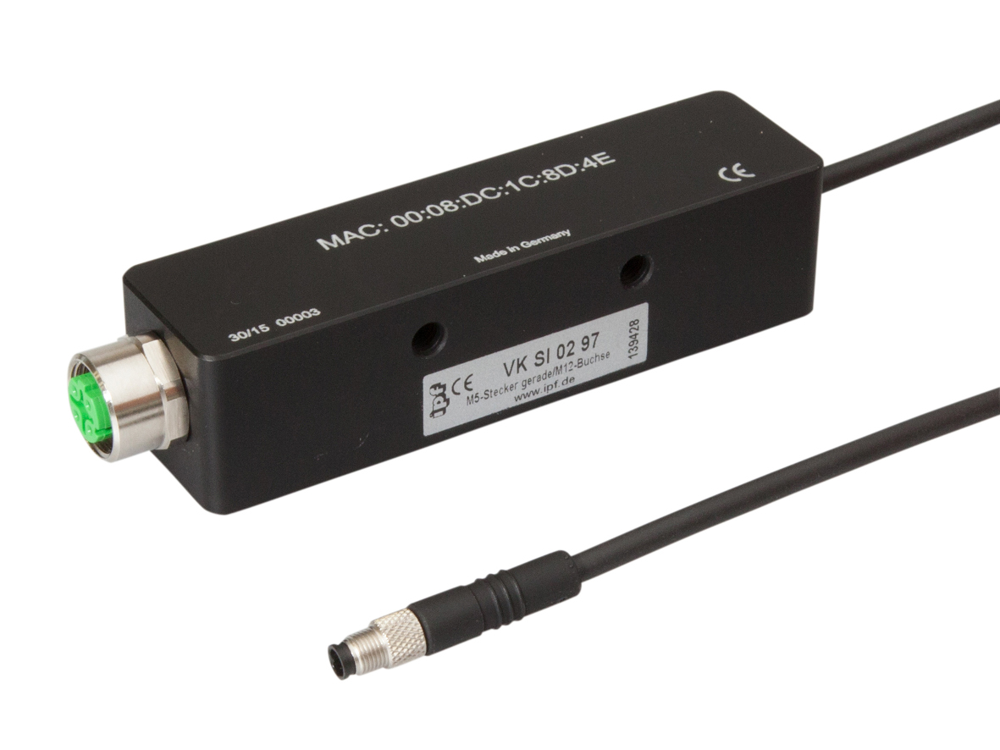 MAC: 00:08:DC:1C:8D:4E
CE
Made in Germany
30/15 00003
ipf CE
VK SI 02 97
M5-Stecker gerade/M12-Buchse
www.ipf.de
139428